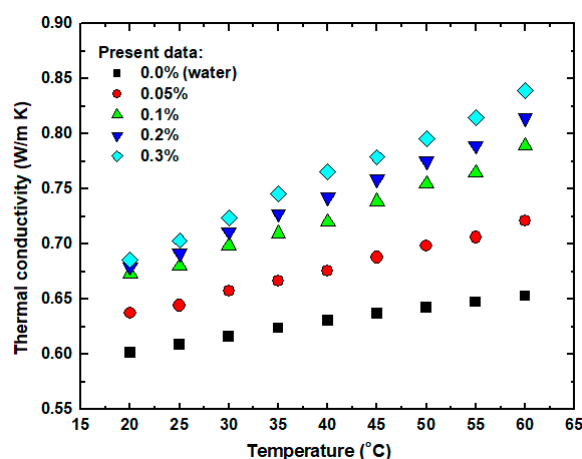 Present data:
0.0% (water)
0.05%
0.1%
0.2%
0.3%
Thermal conductivity (W/m K)
0.90
0.85
0.80
0.75
0.70
0.65
0.60
0.55
15 20 25 30 35 40 45 50 55 60 65
Temperature (˚C)